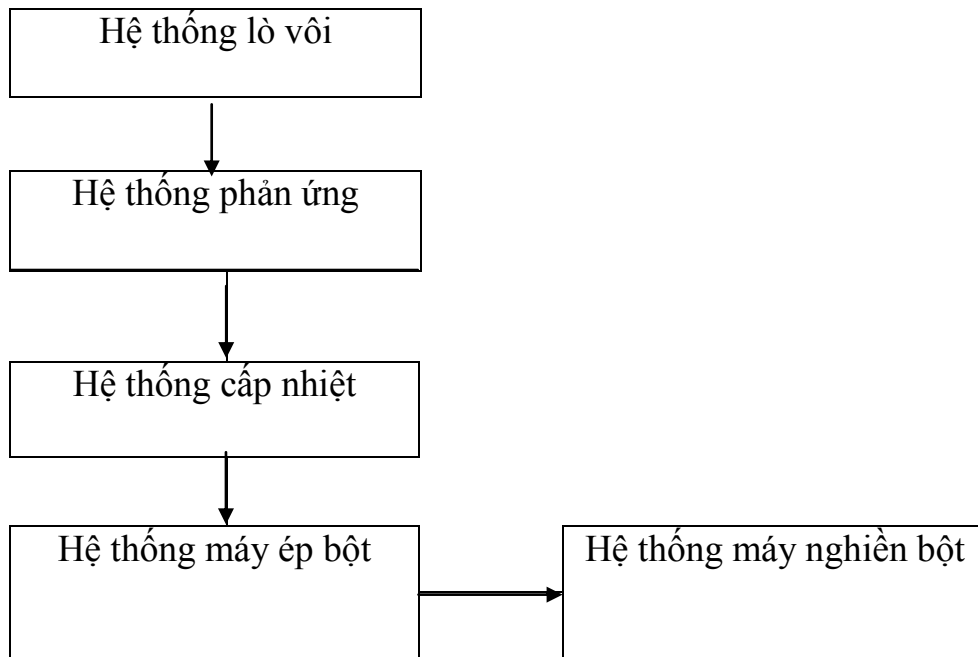 Hệ thống lò vôi
Hệ thống phản ứng
Hệ thống cấp nhiệt
Hệ thống máy ép bột
Hệ thống máy nghiền bột